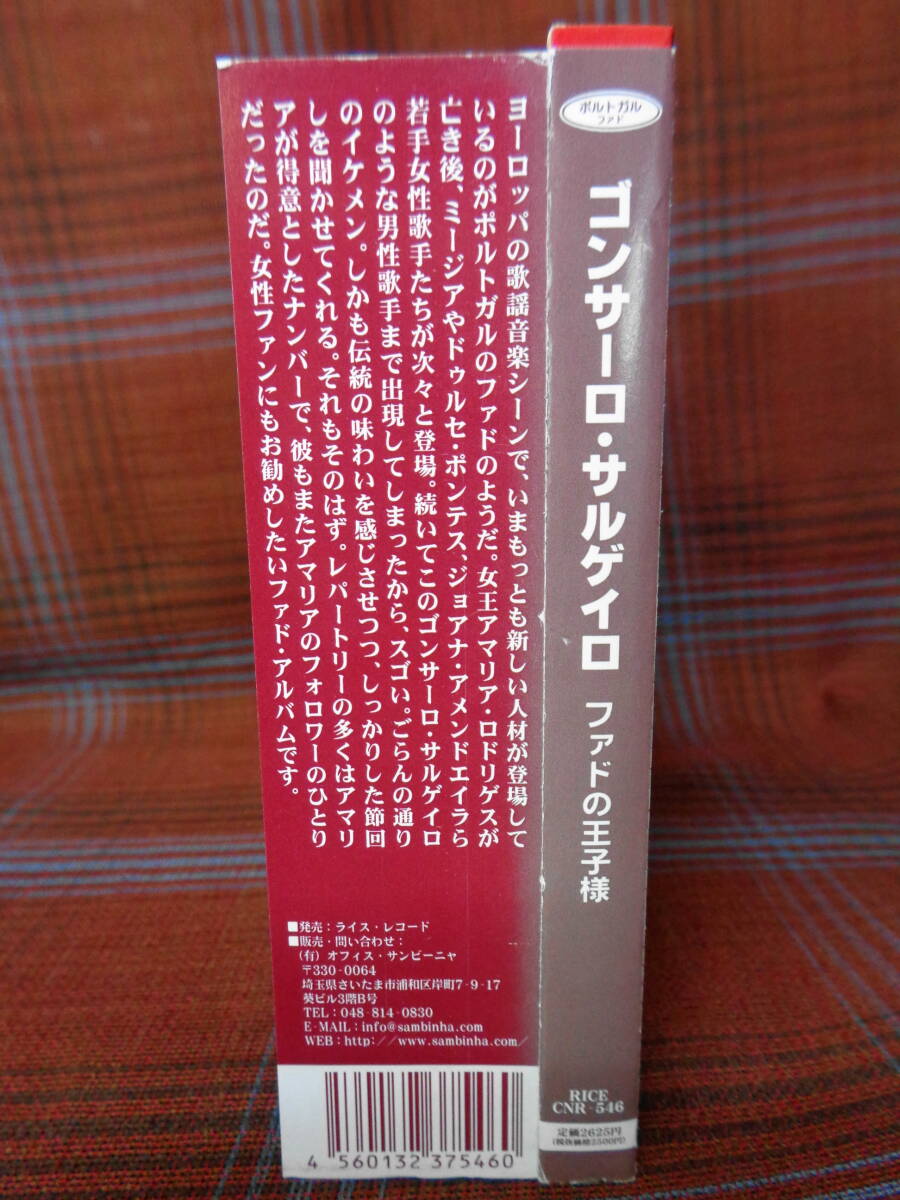 ヨーロッパの歌謡音楽シーンで、いまもっとも新しい人材が登場して
いるのがポルトガルのファドのようだ。女王アマリア・ロドリゲスが
亡き後、ミージアやドゥルセ・ポンテス、ジョアナ・アメンドエイラら
若手女性歌手たちが次々と登場。続いてこのゴンサーロ・サルゲイロ
のような男性歌手まで出現してしまったから、スゴい。ごらんの通り
のイケメン。しかも伝統の味わいを感じさせつつ、しっかりした節回
しを聞かせてくれる。それもそのはず。レパートリーの多くはアマリ
アが得意としたナンバーで、彼もまたアマリアのフォロワーのひとり
だったのだ。女性ファンにもお勧めしたいファド・アルバムです。
■発売：ライス・レコード
■販売・問い合わせ：
（有）オフィス・サンビーニャ
〒330-0064
埼玉県さいたま市浦和区岸町7-9-17
葵ビル3階B号
TEL：048-814-0830
E-MAIL：info@sambinha.com
WEB：http://www.sambinha.com/
4 560132 375460
ポルトガル
ファド
ゴンサーロ・サルゲイロ ファドの王子様
RICE
CNR-546
定価2625円
（税抜価格2500円）